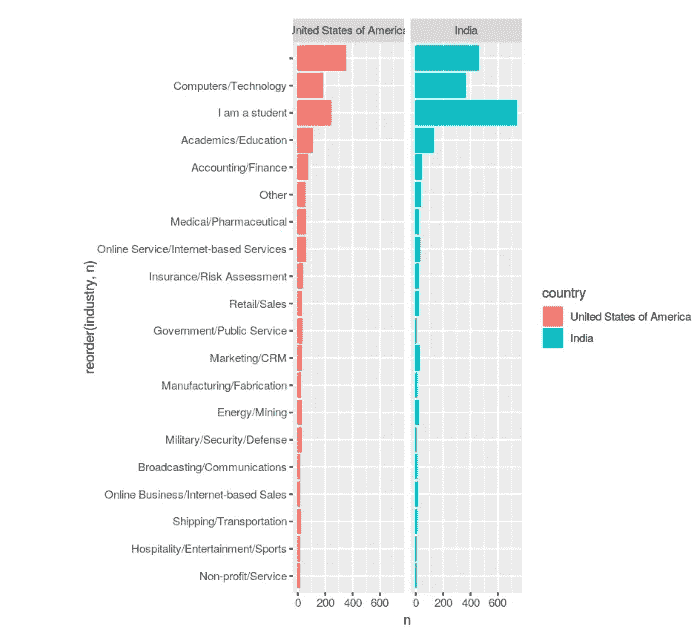 United States of America
India
Computers/Technology
I am a student
Academics/Education
Accounting/Finance
Other
Medical/Pharmaceutical
Online Service/Internet-based Services
Insurance/Risk Assessment
Retail/Sales
Government/Public Service
Marketing/CRM
Manufacturing/Fabrication
Energy/Mining
Military/Security/Defense
Broadcasting/Communications
Online Business/Internet-based Sales
Shipping/Transportation
Hospitality/Entertainment/Sports
Non-profit/Service
reorder(industry, n)
0 200 400 600
0 200 400 600
n
country
United States of America
India